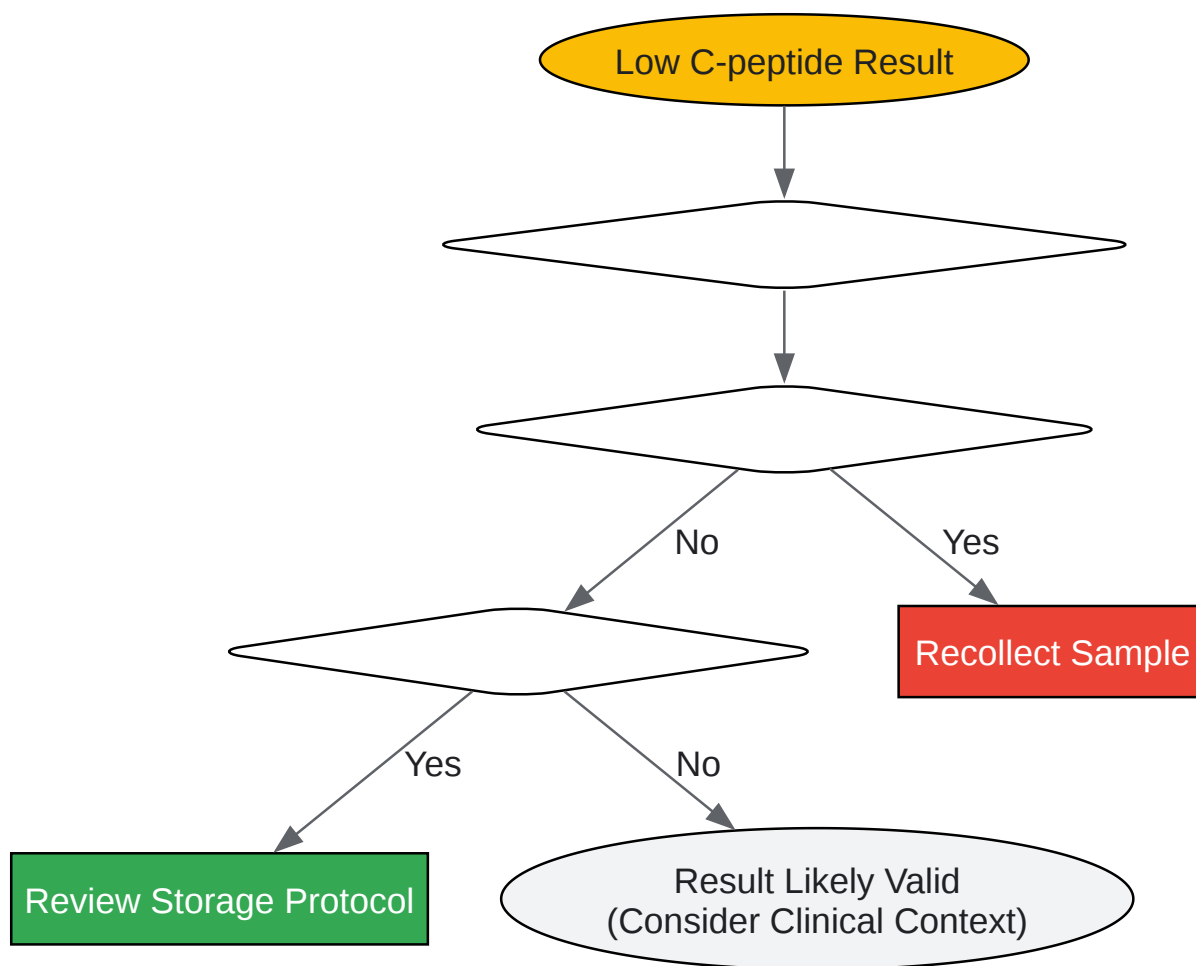 Low C-peptide Result
No
Yes
Recollect Sample
Yes
No
Review Storage Protocol
Result Likely Valid
(Consider Clinical Context)